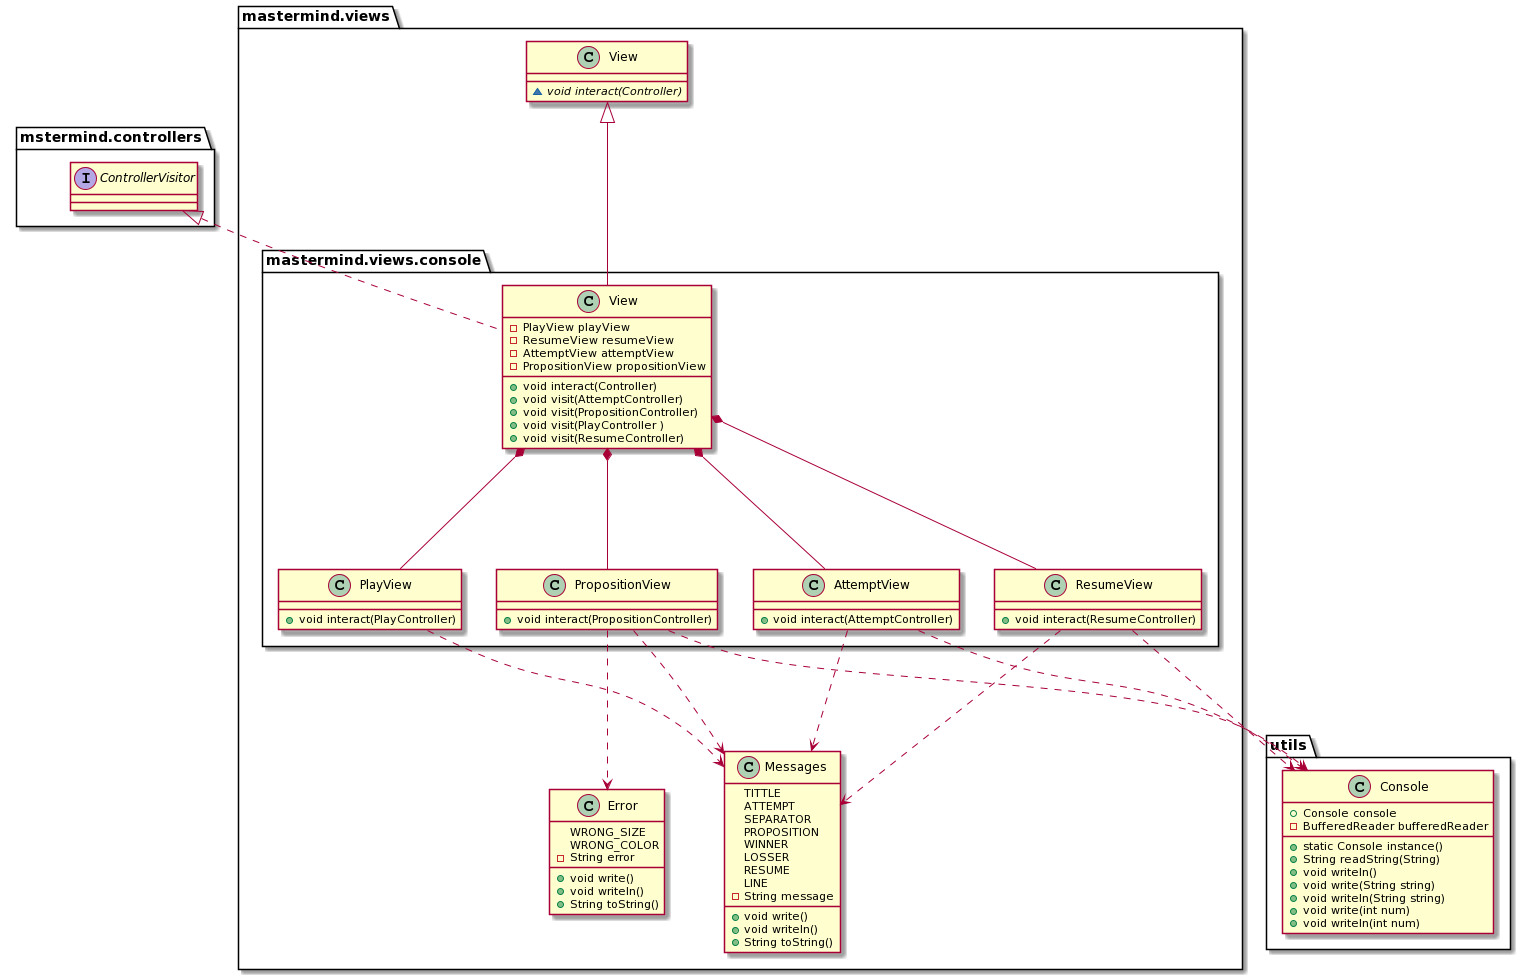 mastermind.views
C View
void interact(Controller)
mstermind.controllers
I ControllerVisitor
mastermind.views.console
C View
PlayView playView
ResumeView resumeView
AttemptView attemptView
PropositionView propositionView
void interact(Controller)
void visit(AttemptController)
void visit(PropositionController)
void visit(PlayController )
void visit(ResumeController)
C PlayView
void interact(PlayController)
C PropositionView
void interact(PropositionController)
C AttemptView
void interact(AttemptController)
C ResumeView
void interact(ResumeController)
C Error
WRONG_SIZE
WRONG_COLOR
String error
void write()
void writeln()
String toString()
C Messages
TITTLE
ATTEMPT
SEPARATOR
PROPOSITION
WINNER
LOSSER
RESUME
LINE
String message
void write()
void writeln()
String toString()
utils
C Console
Console console
BufferedReader bufferedReader
static Console instance()
String readString(String)
void writeln()
void write(String string)
void writeln(String string)
void write(int num)
void writeln(int num)